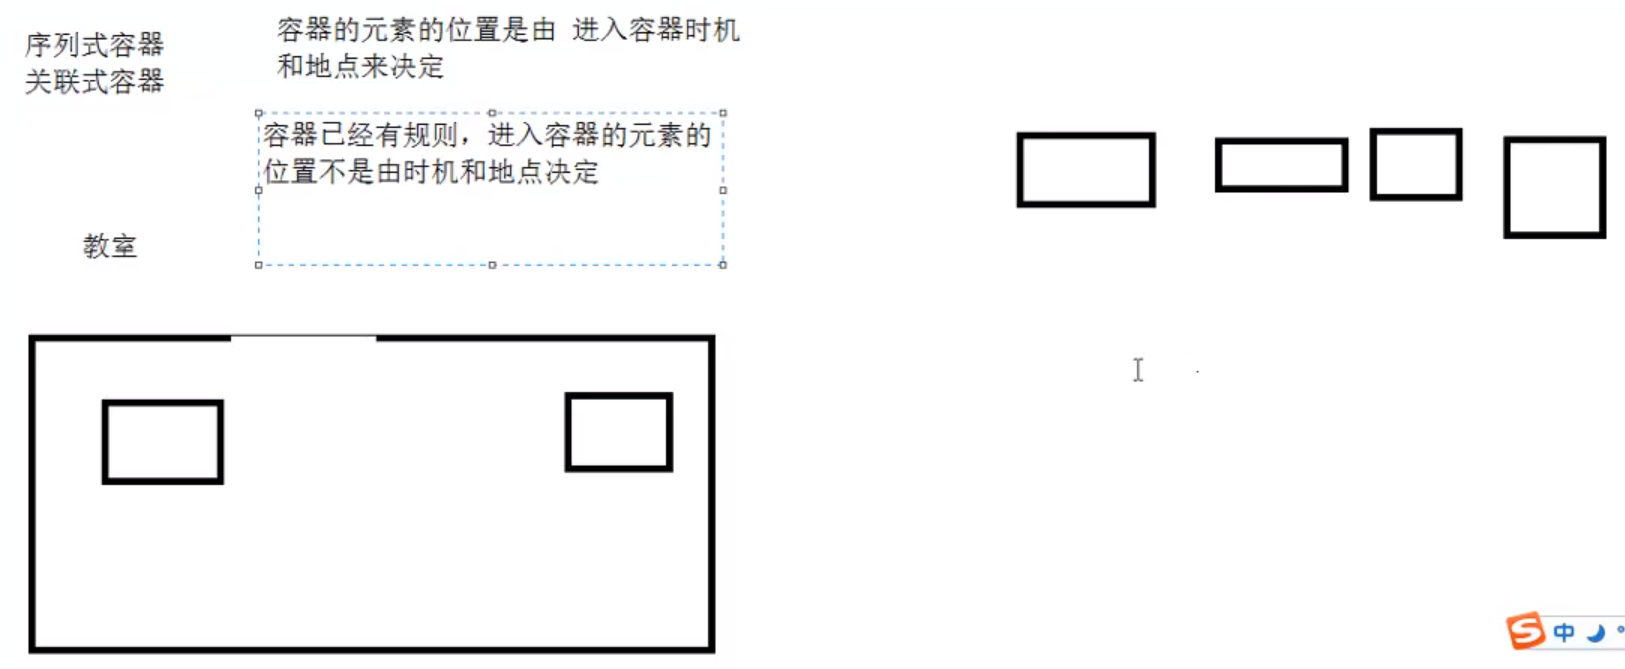 序列式容器
关联式容器
容器的元素的位置是由 进入容器时机
和地点来决定
容器已经有规则，进入容器的元素的
位置不是由时机和地点决定
教室
中